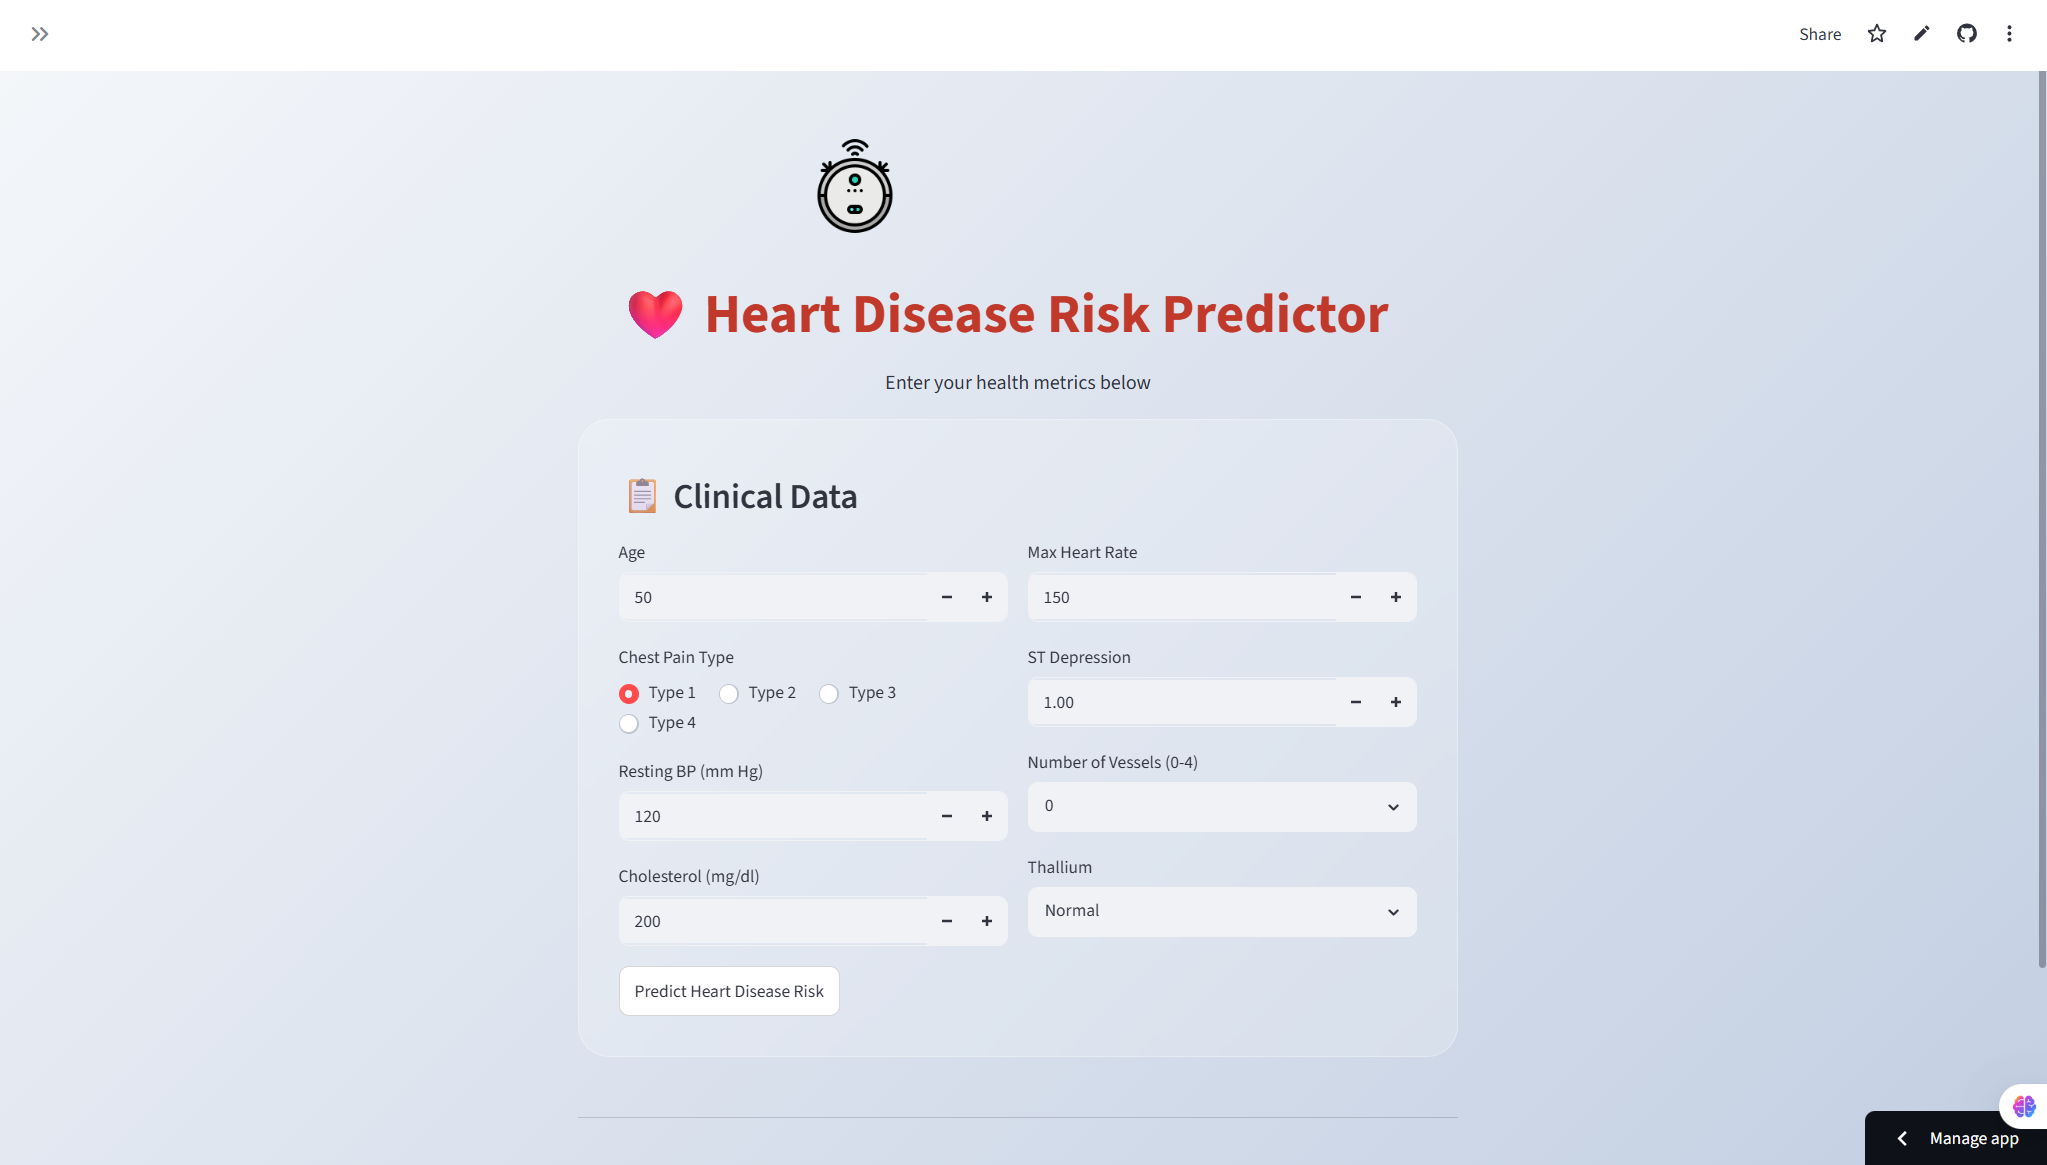 Share
Heart Disease Risk Predictor
Enter your health metrics below
Clinical Data
Age
50
Chest Pain Type
Type 1
Type 2
Type 3
Type 4
Resting BP (mm Hg)
120
Cholesterol (mg/dl)
200
Max Heart Rate
150
ST Depression
1.00
Number of Vessels (0-4)
0
Thallium
Normal
Predict Heart Disease Risk
Manage app